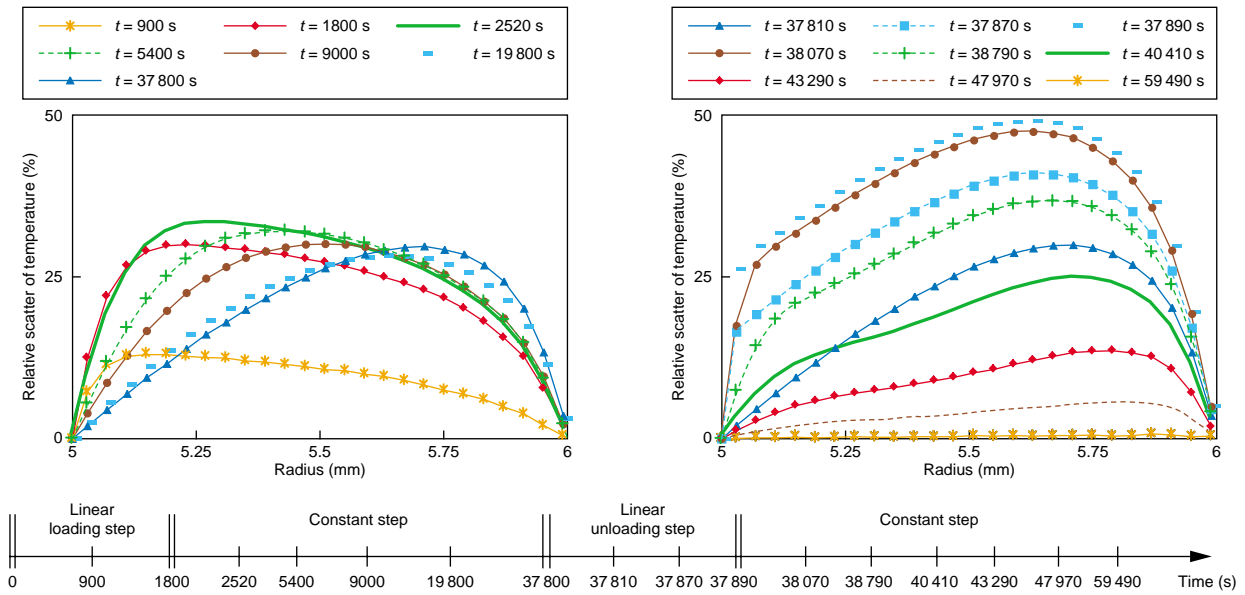 t = 900 s t = 1800 s t = 2520 s
t = 5400 s t = 9000 s t = 19 800 s
t = 37 800 s
t = 37 810 s t = 37 870 s t = 37 890 s
t = 38 070 s t = 38 790 s t = 40 410 s
t = 43 290 s t = 47 970 s t = 59 490 s
50
25
0
Relative scatter of temperature (%)
5 5.25 5.5 5.75 6
Radius (mm)
50
25
0
Relative scatter of temperature (%)
5 5.25 5.5 5.75 6
Radius (mm)
Linear
loading step
Constant step
Linear
unloading step
Constant step
0 900 1800 2520 5400 9000 19 800 37 800 37 810 37 870 37 890 38 070 38 790 40 410 43 290 47 970 59 490 Time (s)